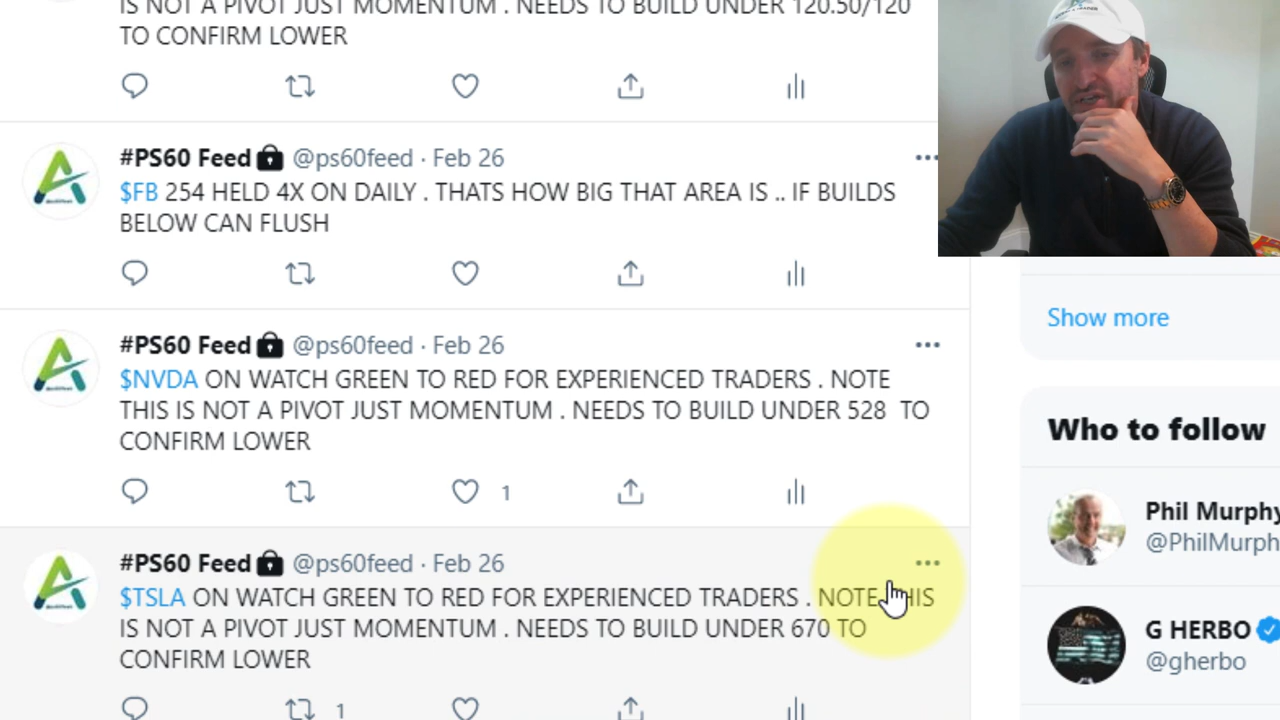 IS NOT A PIVOT JUST MOMENTUM . NEEDS TO BUILD UNDER 120.50/120
TO CONFIRM LOWER
#PS60 Feed @ps60feed · Feb 26
$FB 254 HELD 4X ON DAILY . THATS HOW BIG THAT AREA IS .. IF BUILDS
BELOW CAN FLUSH
#PS60 Feed @ps60feed · Feb 26
$NVDA ON WATCH GREEN TO RED FOR EXPERIENCED TRADERS . NOTE
THIS IS NOT A PIVOT JUST MOMENTUM . NEEDS TO BUILD UNDER 528 TO
CONFIRM LOWER
1
#PS60 Feed @ps60feed · Feb 26
$TSLA ON WATCH GREEN TO RED FOR EXPERIENCED TRADERS . NOTE THIS
IS NOT A PIVOT JUST MOMENTUM . NEEDS TO BUILD UNDER 670 TO
CONFIRM LOWER
1
Show more
Who to follow
Phil Murphy
@PhilMurph
G HERBO
@gherbo